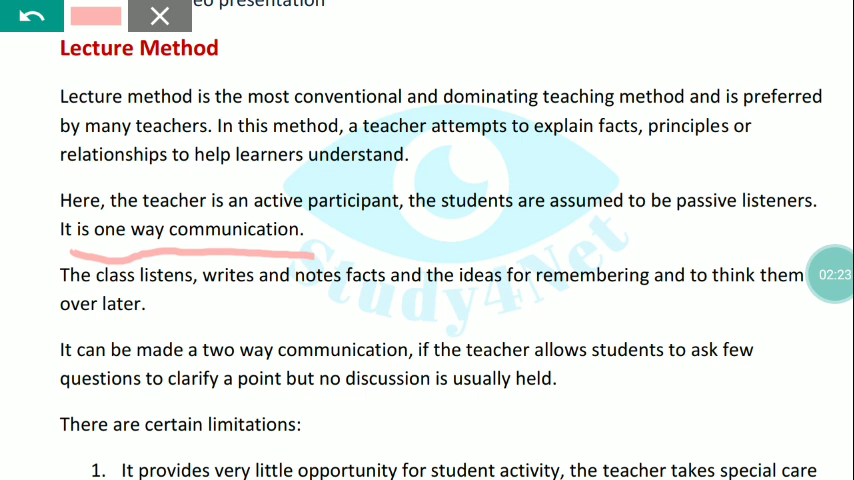 eo presentation
Lecture Method
Lecture method is the most conventional and dominating teaching method and is preferred
by many teachers. In this method, a teacher attempts to explain facts, principles or
relationships to help learners understand.
Here, the teacher is an active participant, the students are assumed to be passive listeners.
It is one way communication.
The class listens, writes and notes facts and the ideas for remembering and to think them
02:23
over later.
Study4Net
It can be made a two way communication, if the teacher allows students to ask few
questions to clarify a point but no discussion is usually held.
There are certain limitations:
1. It provides very little opportunity for student activity, the teacher takes special care